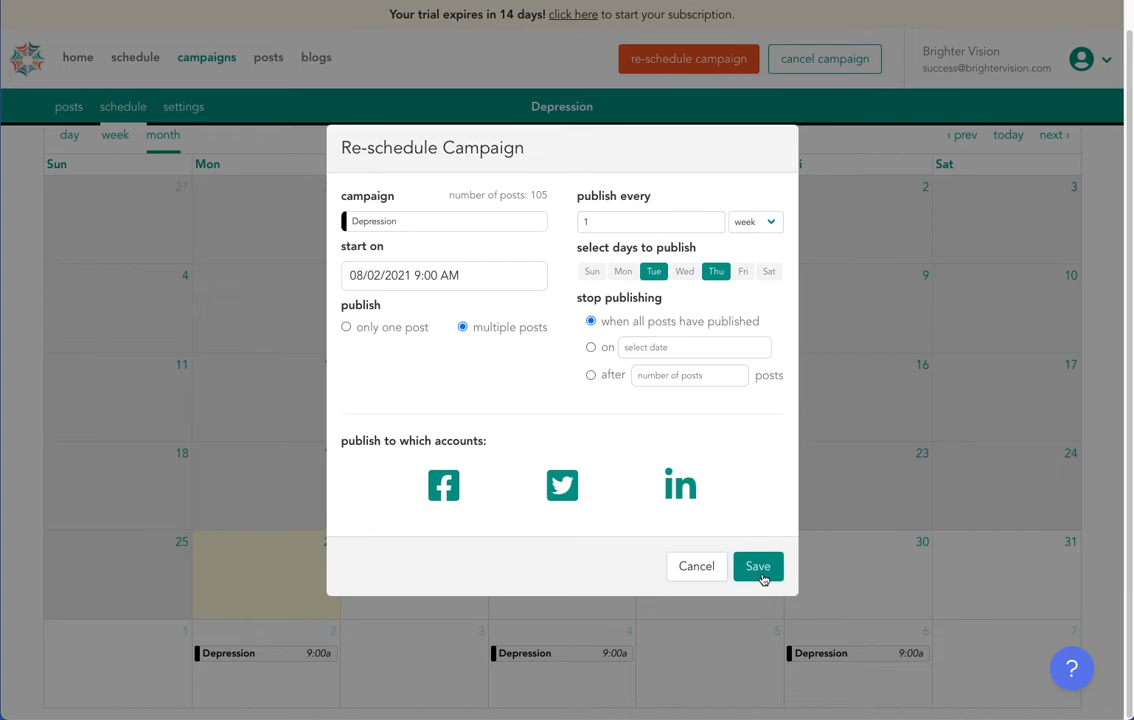 Your trial expires in 14 days! click here to start your subscription.
home schedule campaigns posts blogs
re-schedule campaign
cancel campaign
Brighter Vision
success@brightervision.com
posts schedule settings
Depression
day week month
‹ prev today next ›
Sun Mon Sat
27 2 3
4 9 10
11 16 17
18 23 24
25 30 31
1 2 3 4 5 6 7
Depression 9:00a
Depression 9:00a
Depression 9:00a
Re-schedule Campaign
campaign number of posts: 105
Depression
start on
08/02/2021 9:00 AM
publish
only one post multiple posts
publish every
1 week
select days to publish
Sun Mon Tue Wed Thu Fri Sat
stop publishing
when all posts have published
on select date
after number of posts posts
publish to which accounts:
f in
Cancel Save
?